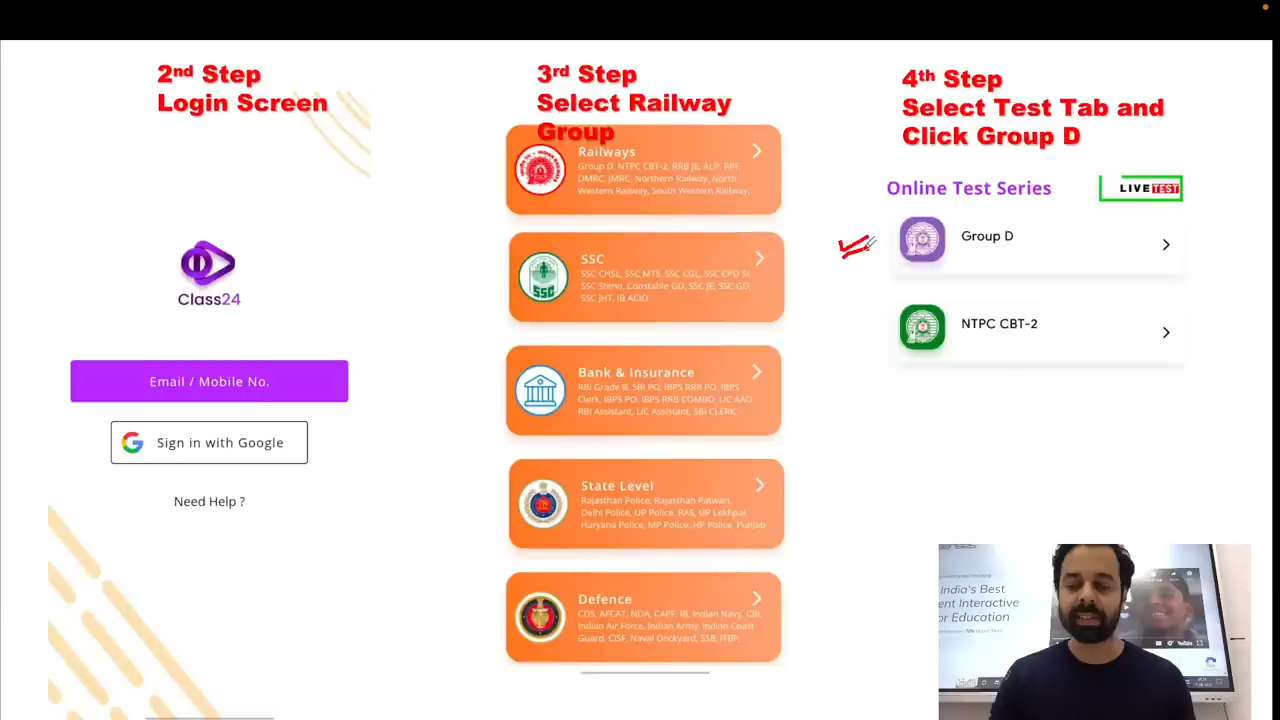 2nd Step
Login Screen
Class24
Email / Mobile No.
Sign in with Google
Need Help ?
3rd Step
Select Railway
Group
Railways
Group D, NTPC CBT-2, RRB JE, ALP, RPF,
DMRC, JMRC, Northern Railway, North
Western Railway, South Western Railway,
SSC
SSC CHSL, SSC MTS, SSC CGL, SSC CPO SI,
SSC Steno, Constable GD, SSC JE, SSC GD,
SSC JHT, IB ACIO
Bank & Insurance
RBI Grade B, SBI PO, IBPS RRB PO, IBPS
Clerk, IBPS PO, IBPS RRB COMBO, LIC AAO
RBI Assistant, LIC Assistant, SBI CLERK,
State Level
Rajasthan Police, Rajasthan Patwari,
Delhi Police, UP Police, RAS, UP Lekhpal,
Haryana Police, MP Police, HP Police, Punjab
Defence
CDS, AFCAT, NDA, CAPF, IB, Indian Navy, CBI,
Indian Air Force, Indian Army, Indian Coast
Guard, CISF, Naval Dockyard, SSB, ITBP,
4th Step
Select Test Tab and
Click Group D
Online Test Series
LIVE TEST
Group D
NTPC CBT-2
India's Best
ent Interactive
or Education